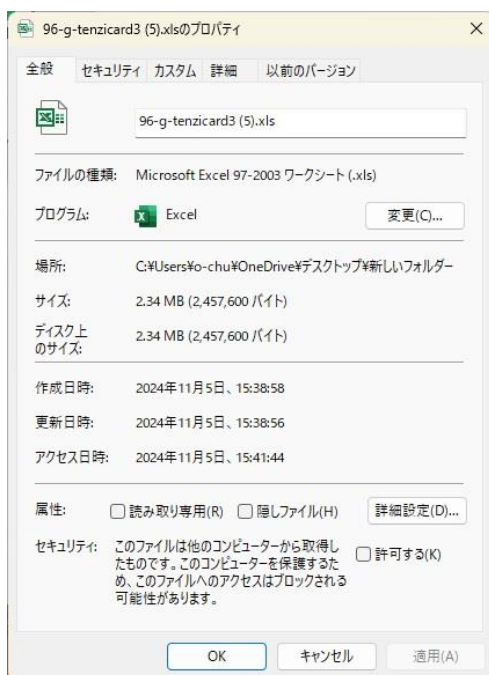 96-g-tenzicard3 (5).xlsのプロパティ
全般 セキュリティ カスタム 詳細 以前のバージョン
96-g-tenzicard3 (5).xls
ファイルの種類: Microsoft Excel 97-2003 ワークシート (.xls)
プログラム: Excel 変更(C)...
場所: C:¥Users¥o-chu¥OneDrive¥デスクトップ¥新しいフォルダー
サイズ: 2.34 MB (2,457,600 バイト)
ディスク上
のサイズ: 2.34 MB (2,457,600 バイト)
作成日時: 2024年11月5日、15:38:58
更新日時: 2024年11月5日、15:38:56
アクセス日時: 2024年11月5日、15:41:44
属性: 読み取り専用(R) 隠しファイル(H) 詳細設定(D)...
セキュリティ: このファイルは他のコンピューターから取得し
たものです。このコンピューターを保護するた
め、このファイルへのアクセスはブロックされる
可能性があります。
許可する(K)
OK キャンセル 適用(A)